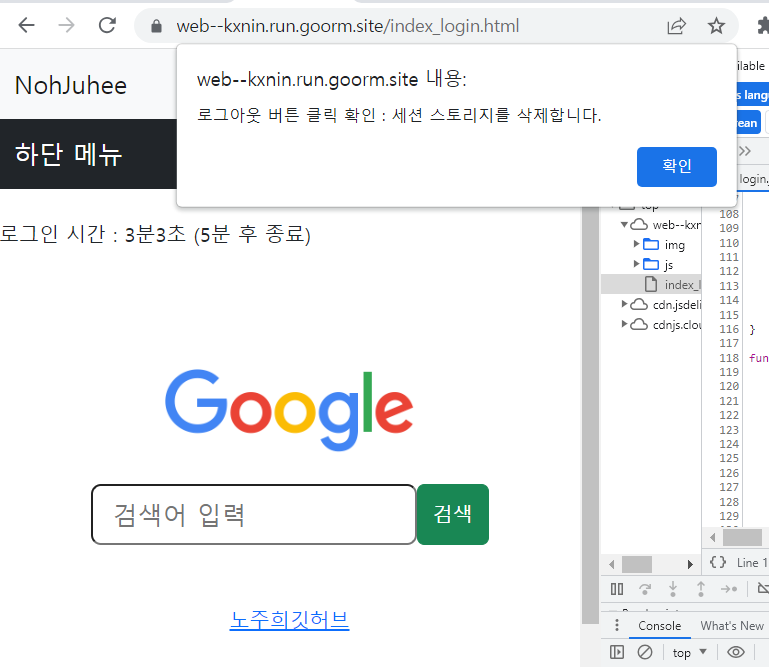 web--kxnin.run.goorm.site/index_login.html
web--kxnin.run.goorm.site 내용:
로그아웃 버튼 클릭 확인 : 세션 스토리지를 삭제합니다.
확인
NohJuhee
하단 메뉴
로그인 시간 : 3분3초 (5분 후 종료)
Google
검색어 입력
검색
노주희깃허브
ilable
s lang
ean
login.
top
web--kxn
img
js
index_l
cdn.jsdeli
cdnjs.clou
108
109
110
111
112
113
114
115
116 }
117
118 fun
119
120
121
122
123
124
125
126
127
128
129
{} Line 1
Console What's New
top